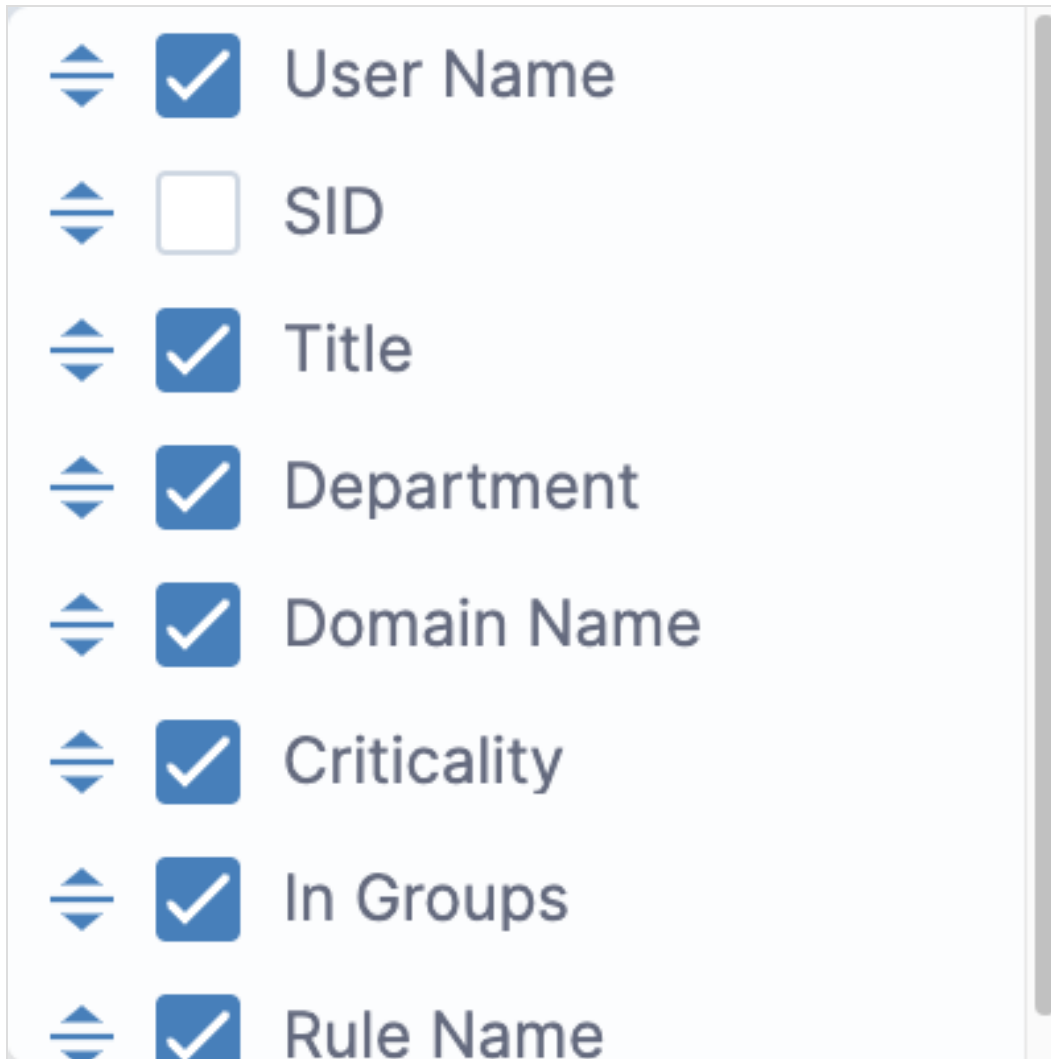 User Name
SID
Title
Department
Domain Name
Criticality
In Groups
Rule Name